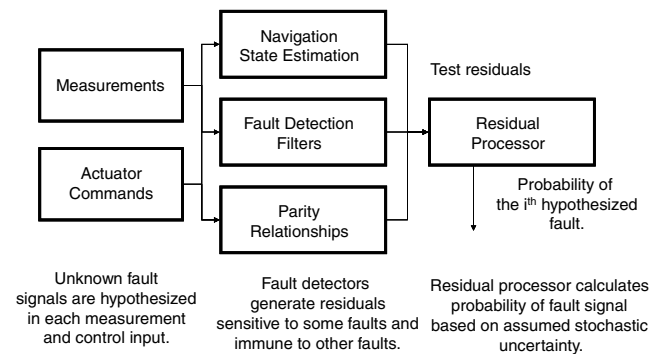 Navigation
State Estimation
Measurements
Test residuals
Fault Detection
Filters
Residual
Processor
Actuator
Commands
Parity
Relationships
Probability of
the ith hypothesized
fault.
Unknown fault
signals are hypothesized
in each measurement
and control input.
Fault detectors
generate residuals
sensitive to some faults and
immune to other faults.
Residual processor calculates
probability of fault signal
based on assumed stochastic
uncertainty.